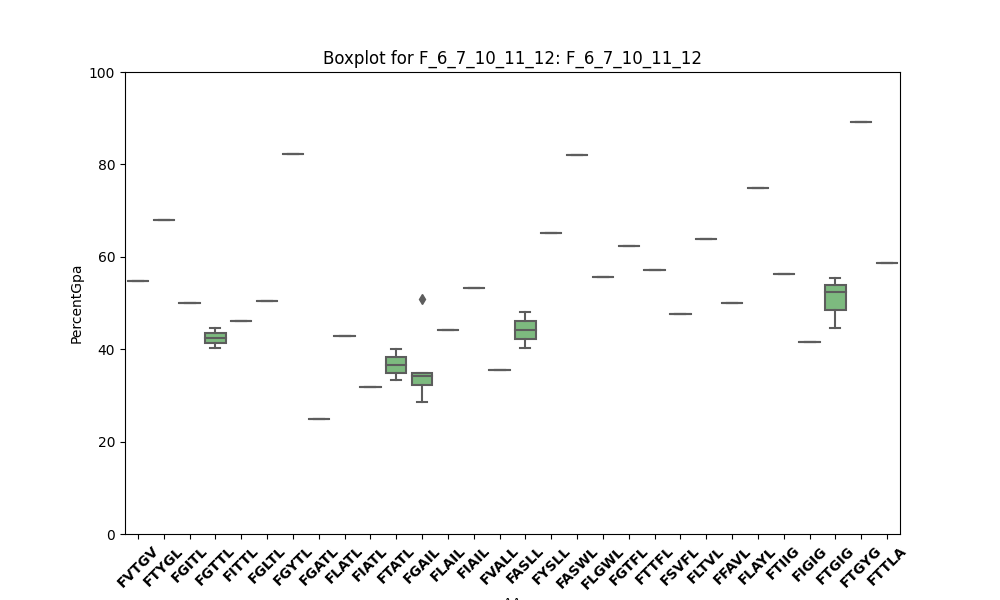 Boxplot for F_6_7_10_11_12: F_6_7_10_11_12
100
80
60
40
20
0
PercentGpa
FVTGV
FTYGL
FGITL
FGTTL
FITTL
FGLTL
FGYTL
FGATL
FLATL
FIATL
FTATL
FGAIL
FLAIL
FIAIL
FVALL
FASLL
FYSLL
FASWL
FLGWL
FGTFL
FTTFL
FSVFL
FLTVL
FFAVL
FLAYL
FTIIG
FIGIG
FTGIG
FTGYG
FTTLA